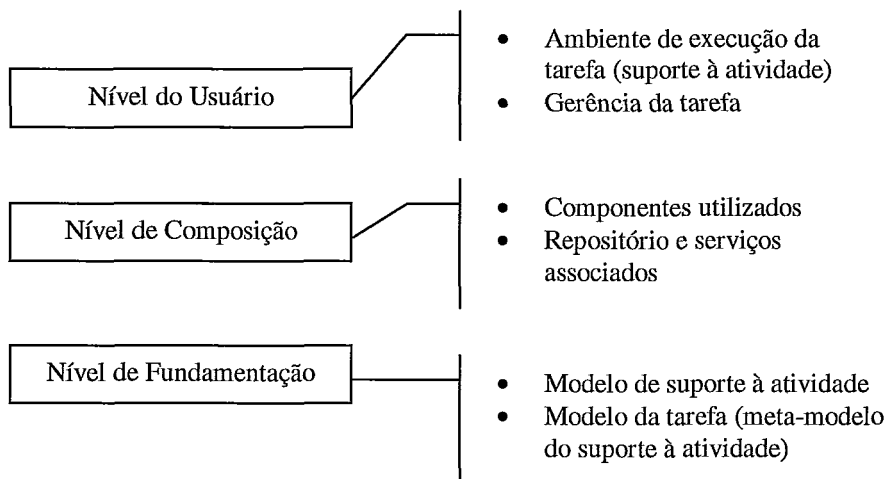 Nível do Usuário
• Ambiente de execução da
tarefa (suporte à atividade)
• Gerência da tarefa
Nível de Composição
• Componentes utilizados
• Repositório e serviços
associados
Nível de Fundamentação
• Modelo de suporte à atividade
• Modelo da tarefa (meta-modelo
do suporte à atividade)